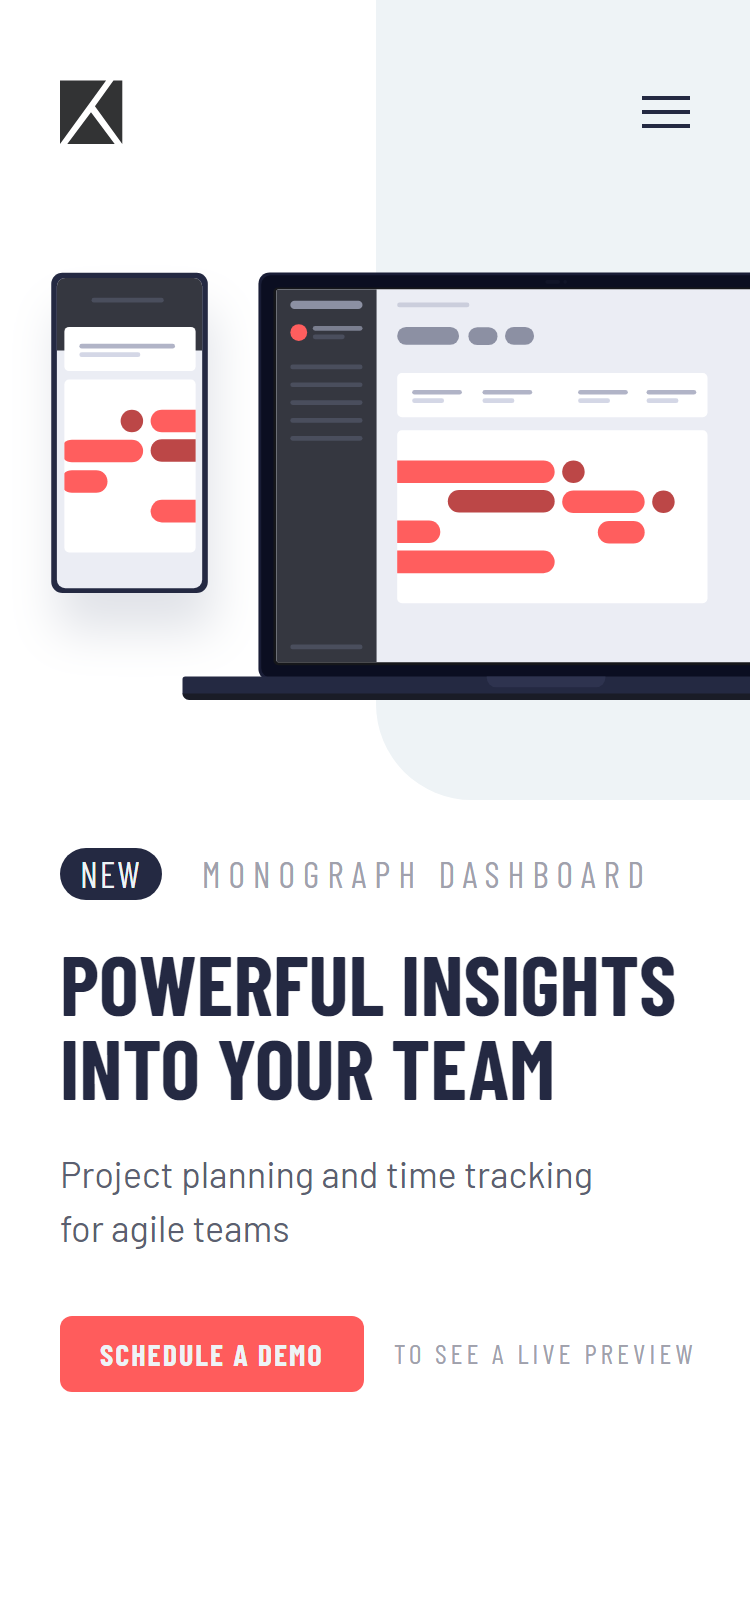 NEW MONOGRAPH DASHBOARD
POWERFUL INSIGHTS
INTO YOUR TEAM
Project planning and time tracking
for agile teams
SCHEDULE A DEMO TO SEE A LIVE PREVIEW